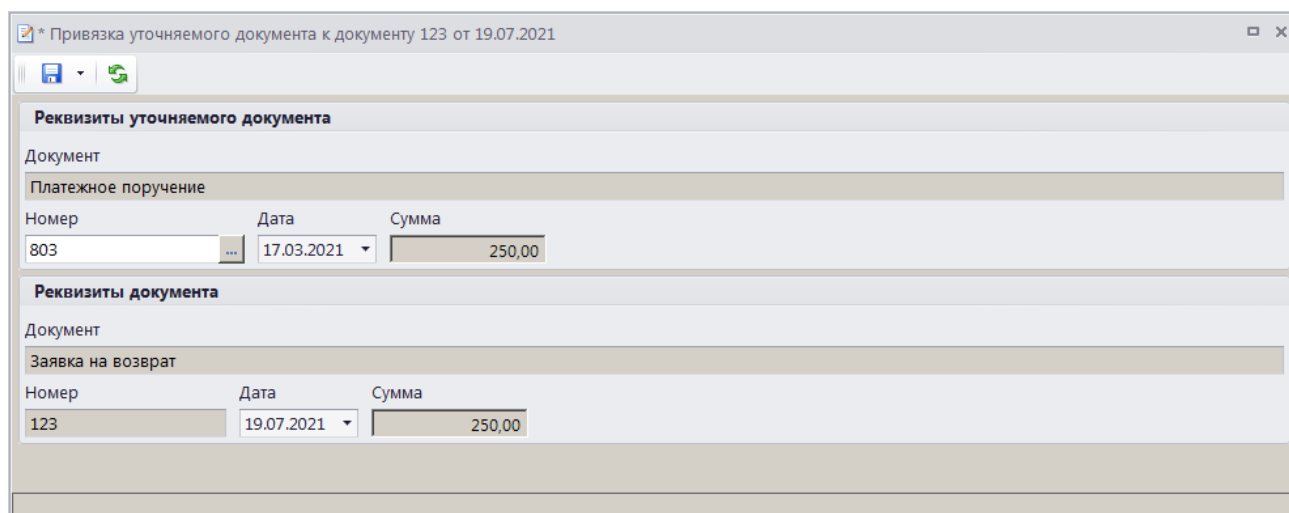 * Привязка уточняемого документа к документу 123 от 19.07.2021
Реквизиты уточняемого документа
Документ
Платежное поручение
Номер Дата Сумма
803 ... 17.03.2021 250,00
Реквизиты документа
Документ
Заявка на возврат
Номер Дата Сумма
123 19.07.2021 250,00